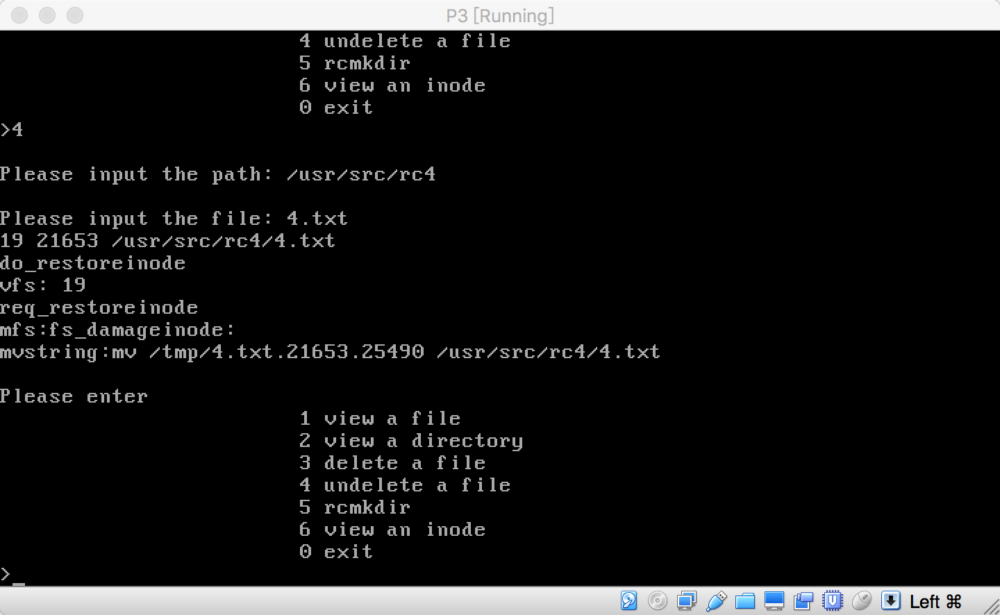 P3 [Running]
4 undelete a file
5 rcmkdir
6 view an inode
0 exit
>4
Please input the path: /usr/src/rc4
Please input the file: 4.txt
19 21653 /usr/src/rc4/4.txt
do_restoreinode
vfs: 19
req_restoreinode
mfs:fs_damageinode:
mvstring:mv /tmp/4.txt.21653.25490 /usr/src/rc4/4.txt
Please enter
1 view a file
2 view a directory
3 delete a file
4 undelete a file
5 rcmkdir
6 view an inode
0 exit
>_
Left ⌘